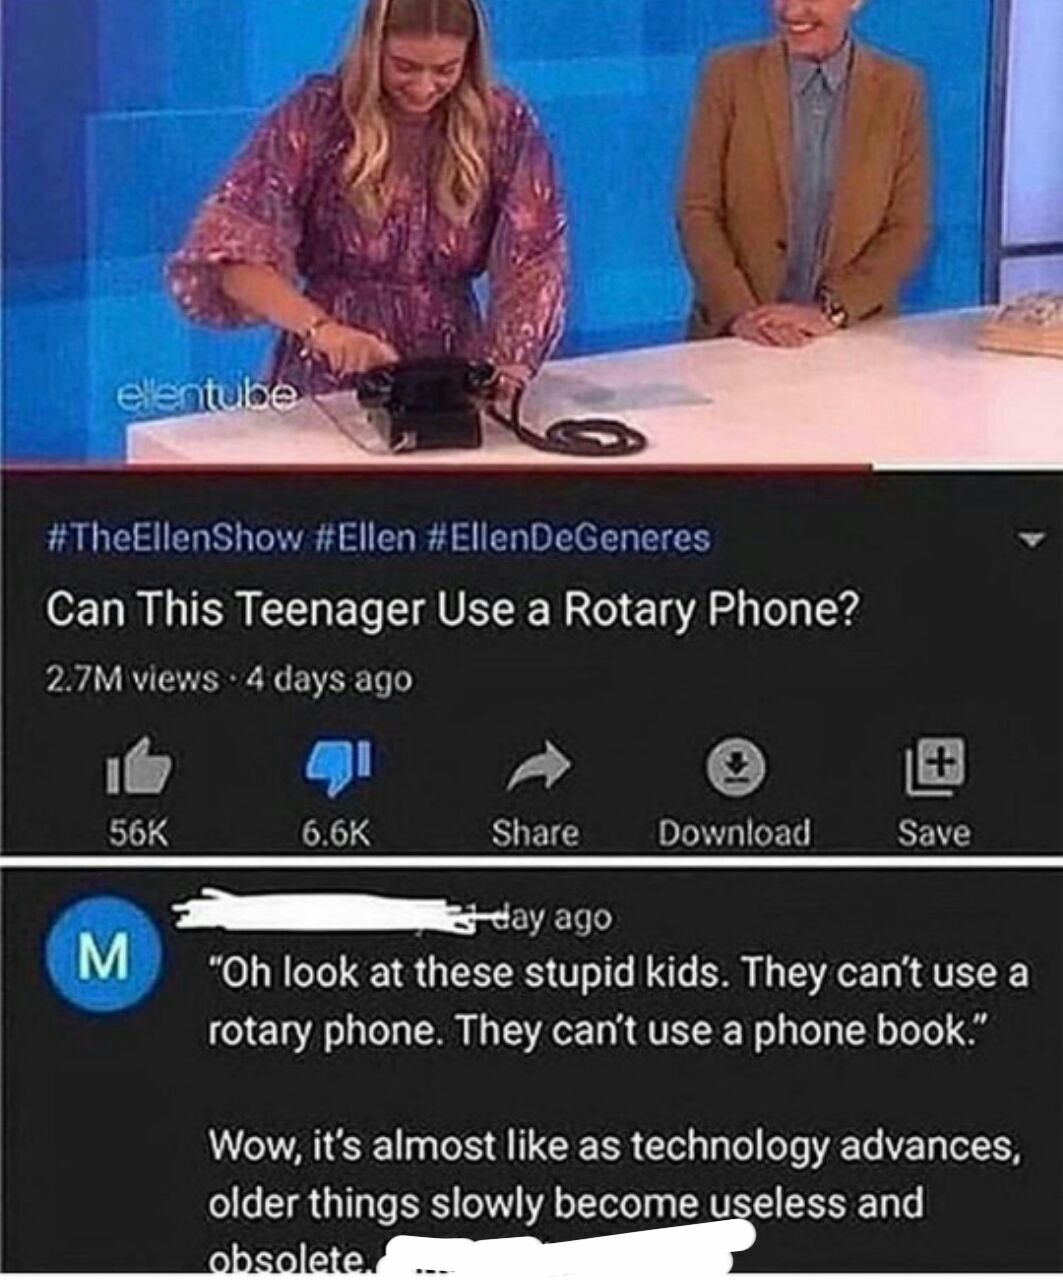 ellentube
#TheEllenShow #Ellen #EllenDeGeneres
Can This Teenager Use a Rotary Phone?
2.7M views · 4 days ago
56K 6.6K Share Download Save
M
day ago
"Oh look at these stupid kids. They can't use a
rotary phone. They can't use a phone book."
Wow, it's almost like as technology advances,
older things slowly become useless and
obsolete.